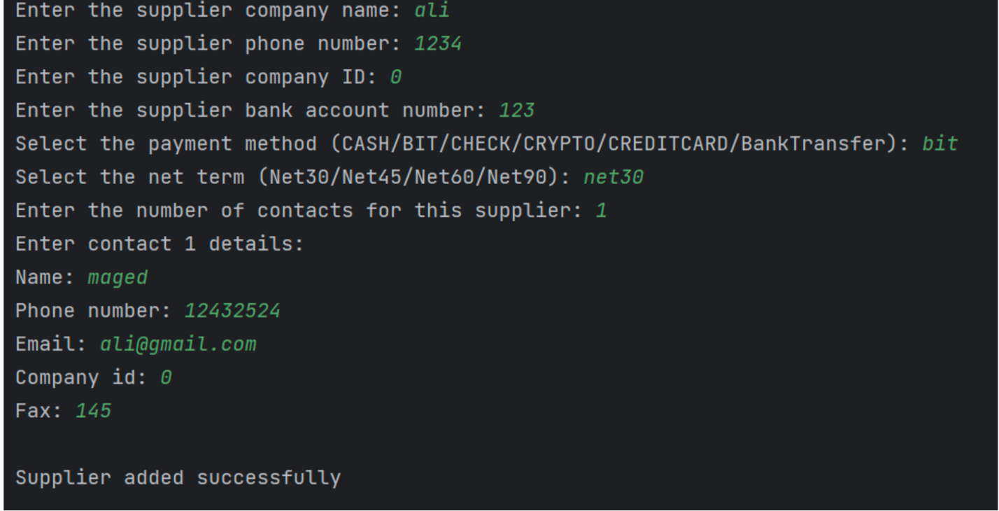 Enter the supplier company name: ali
Enter the supplier phone number: 1234
Enter the supplier company ID: 0
Enter the supplier bank account number: 123
Select the payment method (CASH/BIT/CHECK/CRYPTO/CREDITCARD/BankTransfer): bit
Select the net term (Net30/Net45/Net60/Net90): net30
Enter the number of contacts for this supplier: 1
Enter contact 1 details:
Name: maged
Phone number: 12432524
Email: ali@gmail.com
Company id: 0
Fax: 145
Supplier added successfully